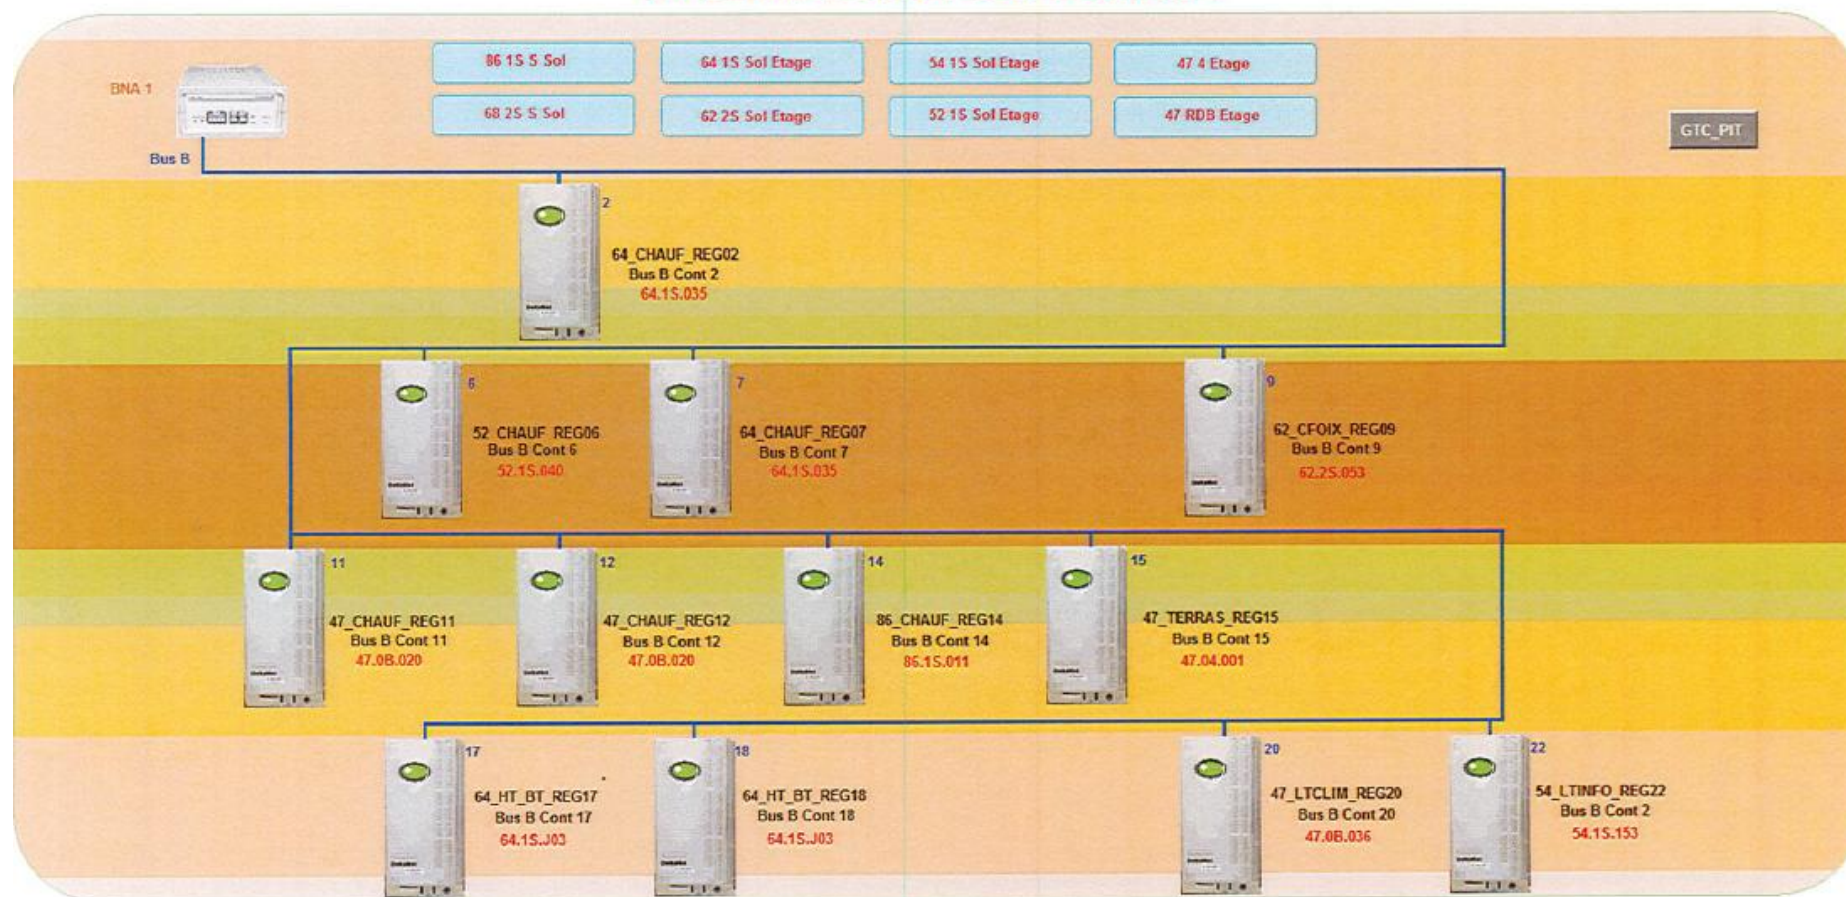 86 1S S Sol
64 1S Sol Etage
54 1S Sol Etage
47 4 Etage
BNA 1
68 2S S Sol
62 2S Sol Etage
52 1S Sol Etage
47 RDB Etage
GTC_PIT
Bus B
2
64_CHAUF_REG02
Bus B Cont 2
64.1S.035
6
52_CHAUF_REG06
Bus B Cont 6
52.1S.040
7
64_CHAUF_REG07
Bus B Cont 7
64.1S.035
9
62_CFOIX_REG09
Bus B Cont 9
62.2S.053
11
47_CHAUF_REG11
Bus B Cont 11
47.0B.020
12
47_CHAUF_REG12
Bus B Cont 12
47.0B.020
14
86_CHAUF_REG14
Bus B Cont 14
86.1S.011
15
47_TERRAS_REG15
Bus B Cont 15
47.04.001
17
64_HT_BT_REG17
Bus B Cont 17
64.1S.J03
18
64_HT_BT_REG18
Bus B Cont 18
64.1S.J03
20
47_LTCLIM_REG20
Bus B Cont 20
47.0B.036
22
54_LTINFO_REG22
Bus B Cont 2
54.1S.153